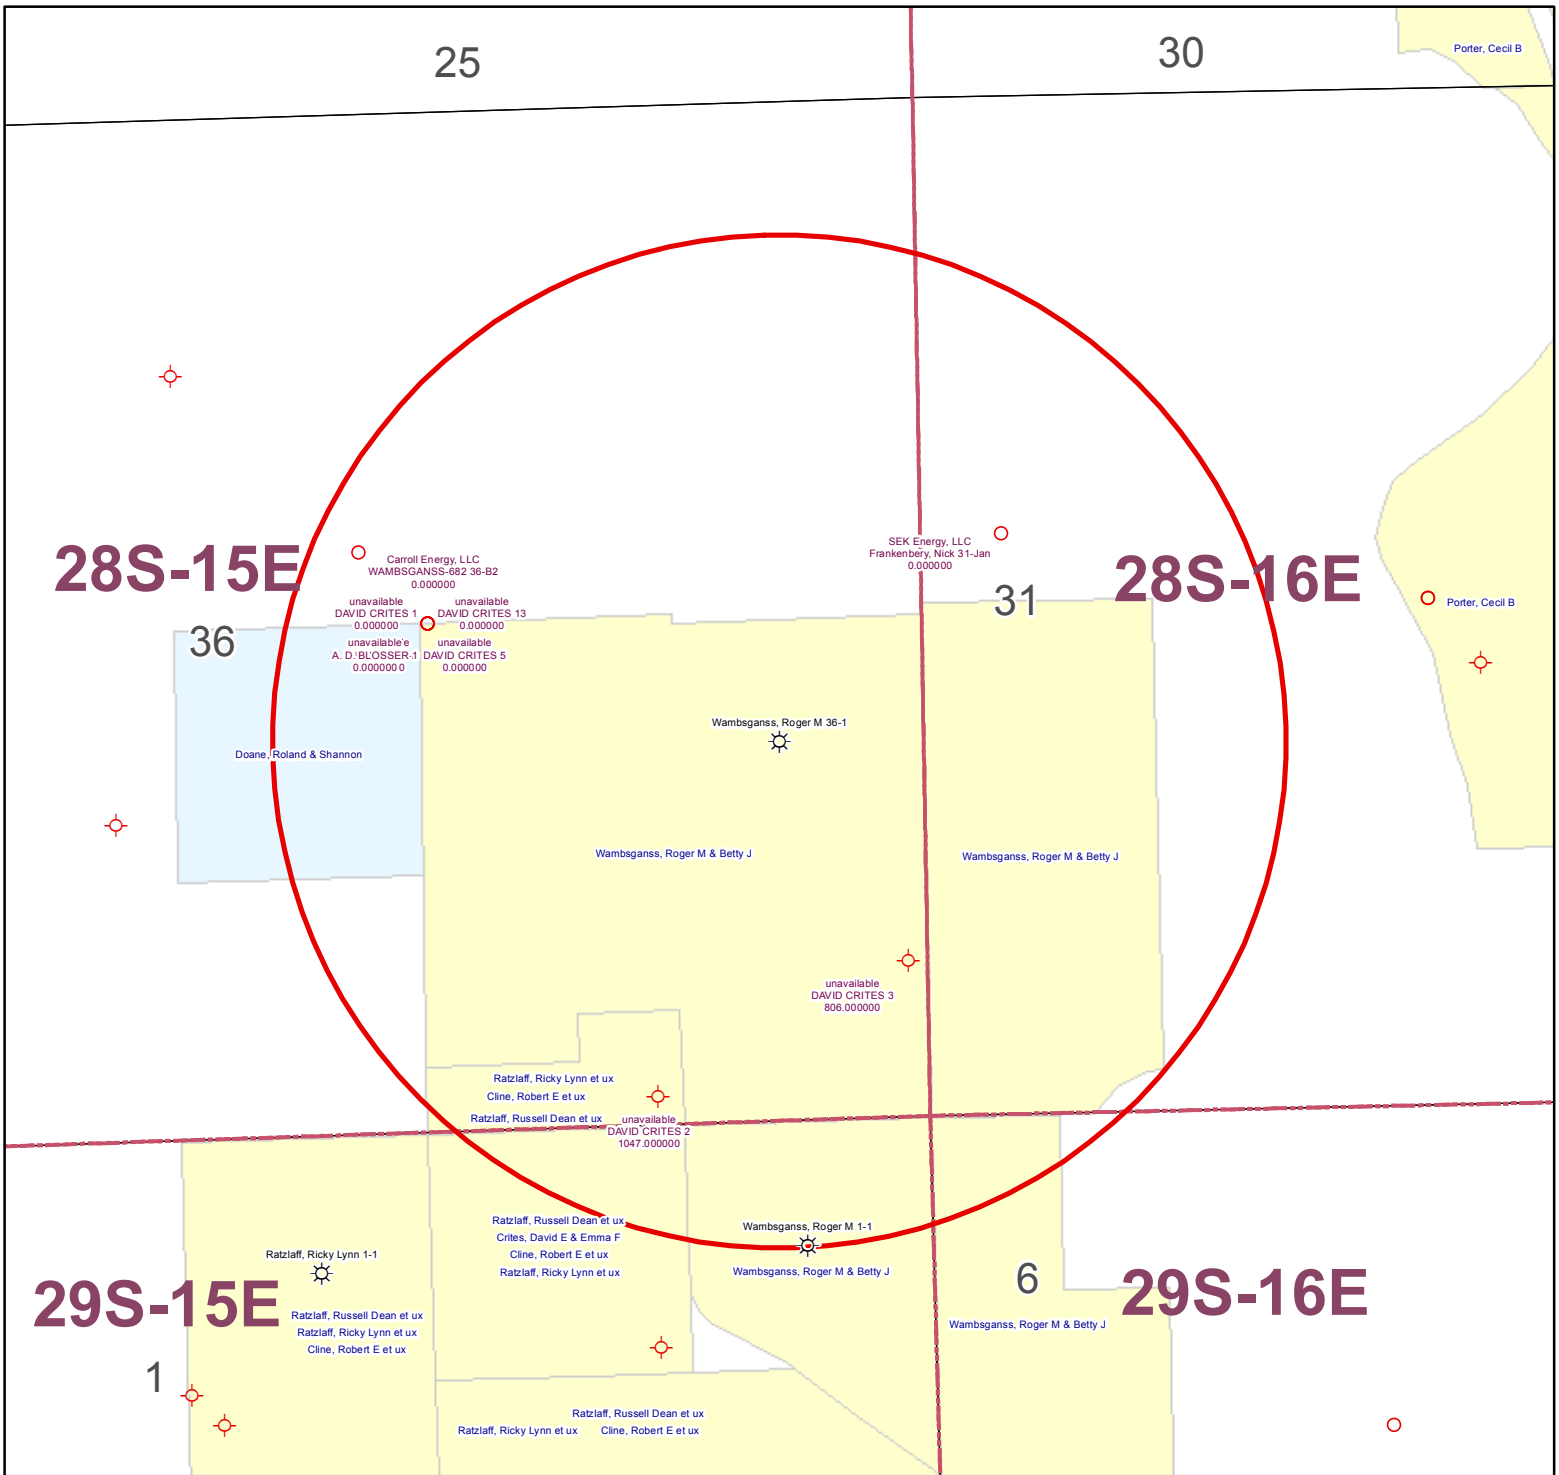 25
30
Porter, Cecil B
28S-15E
Carroll Energy, LLC
WAMBSGANSS-682 36-B2
0.000000
SEK Energy, LLC
Frankenbery, Nick 31-Jan
0.000000
28S-16E
31
Porter, Cecil B
36
unavailable
DAVID CRITES 1
0.000000
unavailable
DAVID CRITES 13
0.000000
A. D. BLOSSER 1
unavailable
DAVID CRITES 5
0.000000
Wambsganss, Roger M 36-1
Doane, Roland & Shannon
Wambsganss, Roger M & Betty J
Wambsganss, Roger M & Betty J
unavailable
DAVID CRITES 3
806.000000
Ratzlaff, Ricky Lynn et ux
Cline, Robert E et ux
Ratzlaff, Russell Dean et ux
unavailable
DAVID CRITES 2
1047.000000
Ratzlaff, Russell Dean et ux
Crites, David E & Emma F
Cline, Robert E et ux
Ratzlaff, Ricky Lynn et ux
Wambsganss, Roger M 1-1
Wambsganss, Roger M & Betty J
Ratzlaff, Ricky Lynn 1-1
29S-15E
Ratzlaff, Russell Dean et ux
Ratzlaff, Ricky Lynn et ux
Cline, Robert E et ux
6
29S-16E
Wambsganss, Roger M & Betty J
1
Ratzlaff, Russell Dean et ux
Ratzlaff, Ricky Lynn et ux
Cline, Robert E et ux